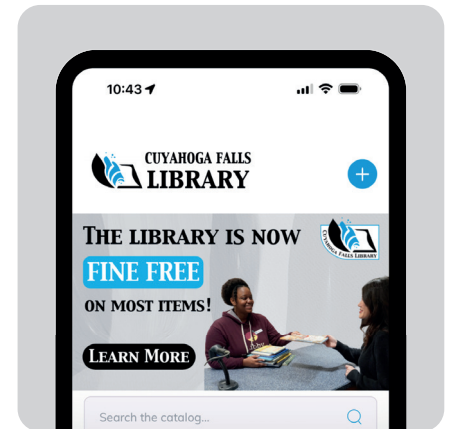 10:43
CUYAHOGA FALLS
LIBRARY
THE LIBRARY IS NOW
FINE FREE
ON MOST ITEMS!
LEARN MORE
CUYAHOGA FALLS LIBRARY
Search the catalog...